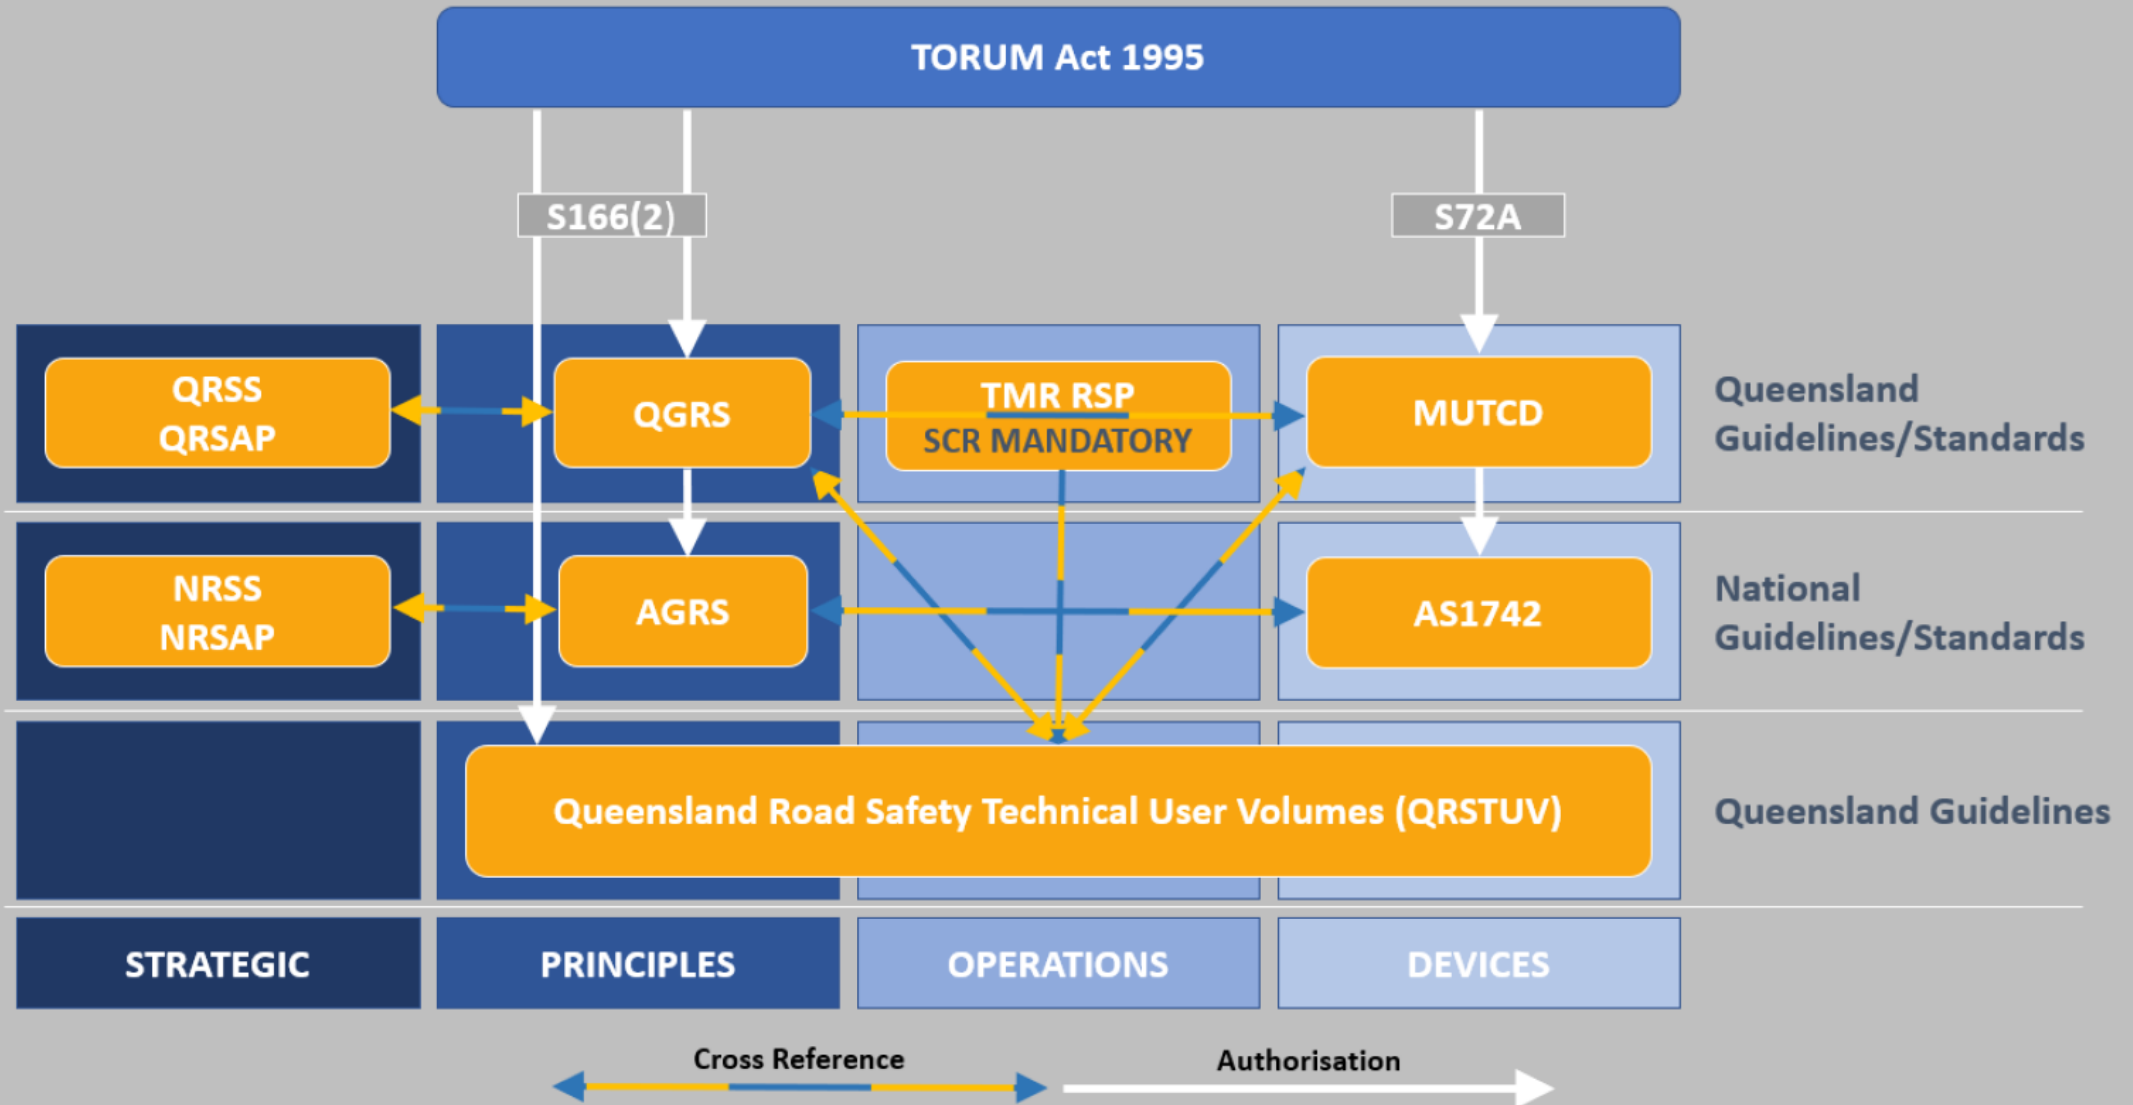 TORUM Act 1995
S166(2)
S72A
QRSS
QRSAP
QGRS
TMR RSP
SCR MANDATORY
MUTCD
Queensland
Guidelines/Standards
NRSS
NRSAP
AGRS
AS1742
National
Guidelines/Standards
Queensland Road Safety Technical User Volumes (QRSTUV)
Queensland Guidelines
STRATEGIC
PRINCIPLES
OPERATIONS
DEVICES
Cross Reference
Authorisation